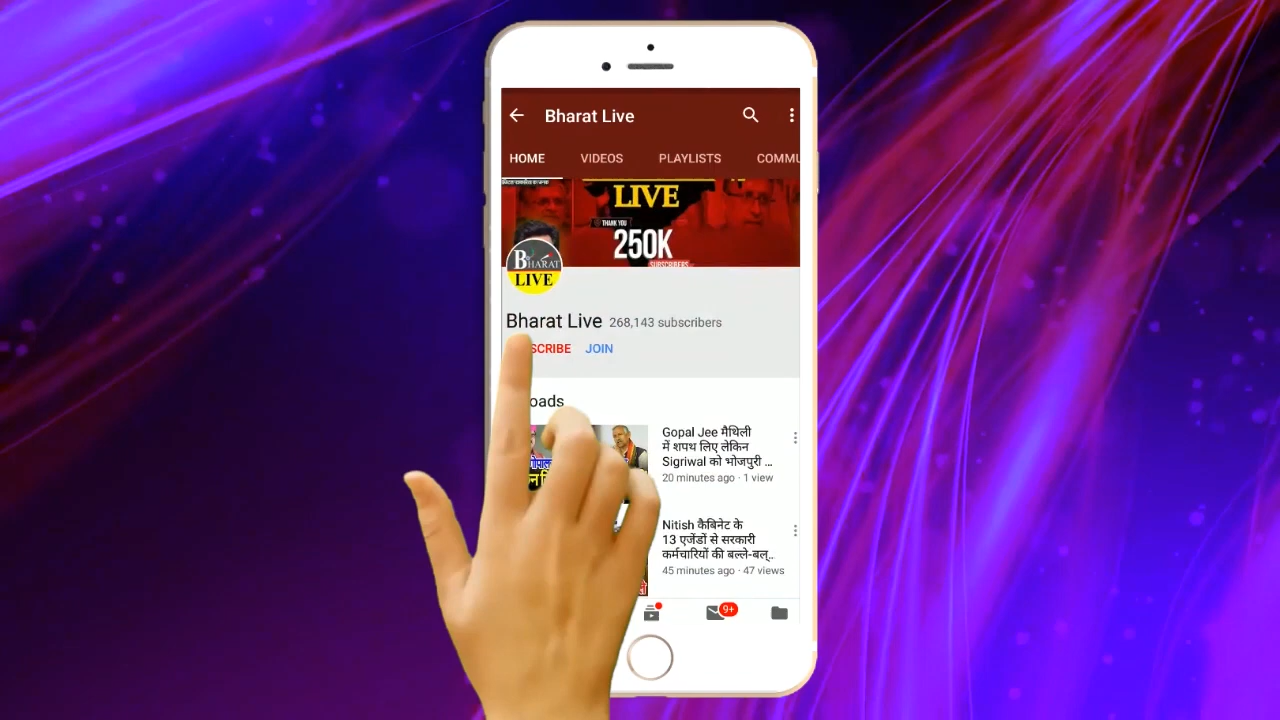 Bharat Live
HOME VIDEOS PLAYLISTS COMMU
LIVE
THANK YOU
250K
SUBSCRIBERS
BHARAT
LIVE
Bharat Live 268,143 subscribers
SCRIBE JOIN
oads
Gopal Jee मैथिली
में शपथ लिए लेकिन
Sigriwal को भोजपुरी ...
20 minutes ago · 1 view
Nitish कैबिनेट के
13 एजेंडों से सरकारी
कर्मचारियों की बल्ले-बल्..
45 minutes ago · 47 views
9+